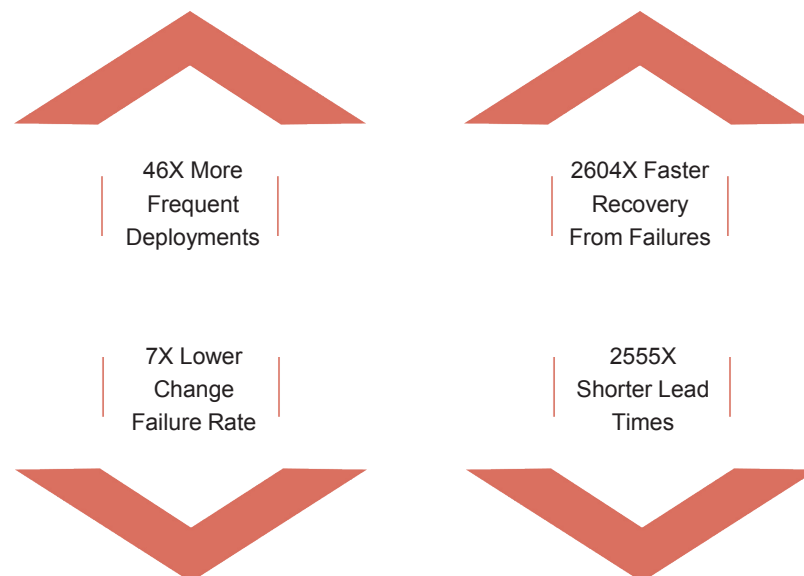 46X More
Frequent
Deployments
2604X Faster
Recovery
From Failures
7X Lower
Change
Failure Rate
2555X
Shorter Lead
Times